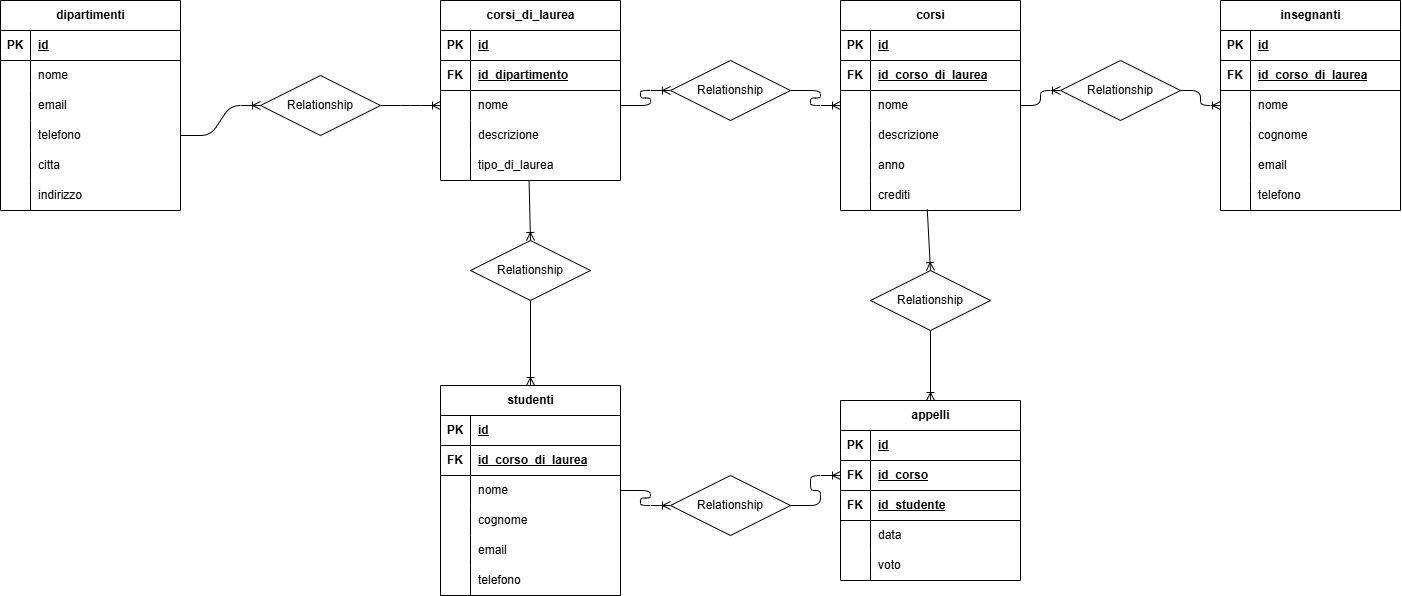 dipartimenti
PK id
nome
email
telefono
citta
indirizzo
Relationship
corsi_di_laurea
PK id
FK id_dipartimento
nome
descrizione
tipo_di_laurea
Relationship
corsi
PK id
FK id_corso_di_laurea
nome
descrizione
anno
crediti
Relationship
insegnanti
PK id
FK id_corso_di_laurea
nome
cognome
email
telefono
Relationship
Relationship
studenti
PK id
FK id_corso_di_laurea
nome
cognome
email
telefono
Relationship
appelli
PK id
FK id_corso
FK id_studente
data
voto